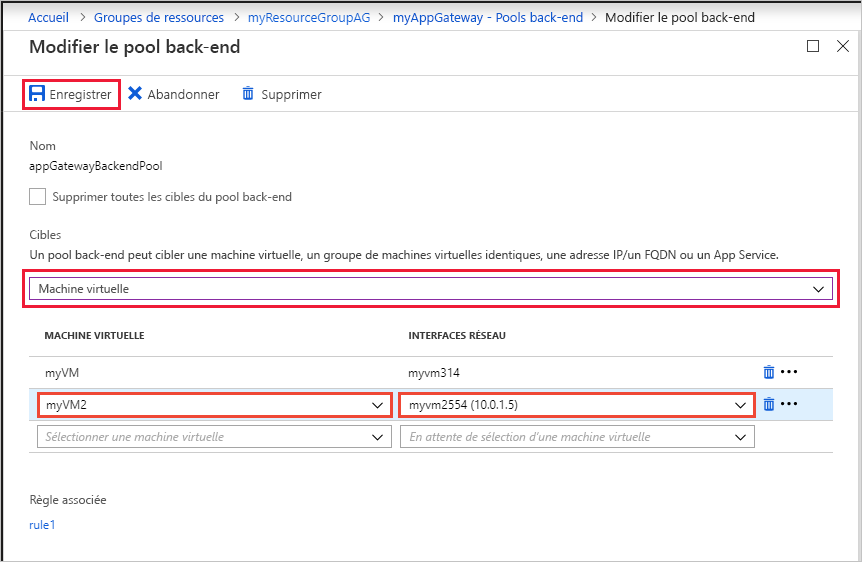 Accueil > Groupes de ressources > myResourceGroupAG > myAppGateway - Pools back-end > Modifier le pool back-end
Modifier le pool back-end
Enregistrer Abandonner Supprimer
Nom
appGatewayBackendPool
Supprimer toutes les cibles du pool back-end
Cibles
Un pool back-end peut cibler une machine virtuelle, un groupe de machines virtuelles identiques, une adresse IP/un FQDN ou un App Service.
Machine virtuelle
MACHINE VIRTUELLE INTERFACES RÉSEAU
myVM myvm314
myVM2 myvm2554 (10.0.1.5)
Sélectionner une machine virtuelle En attente de sélection d'une machine virtuelle
Règle associée
rule1